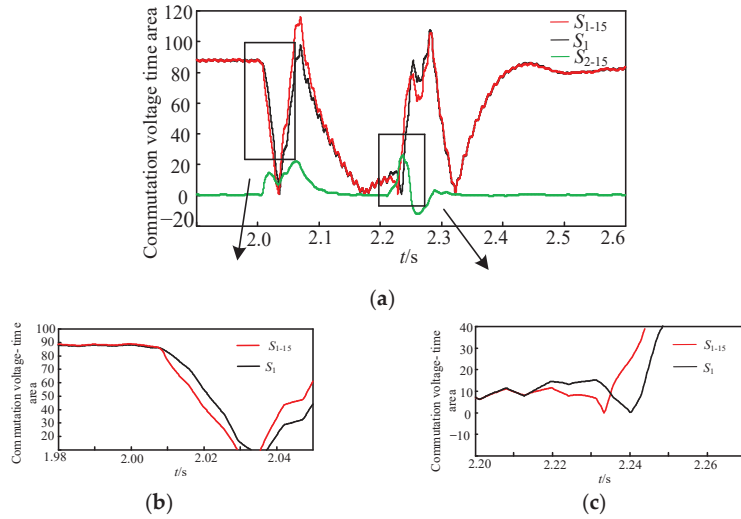 Commutation voltage time area
120
100
80
60
40
20
0
−20
S1-15
S1
S2-15
2.0 2.1 2.2 2.3 2.4 2.5 2.6
t/s
(a)
Commutation voltage- time
area
100
90
80
70
60
50
40
30
20
10
S1-15
S1
1.98 2.00 2.02 2.04
t/s
(b)
Commutation voltage- time
area
40
30
20
10
0
−10
S1-15
S1
2.20 2.22 2.24 2.26
t/s
(c)